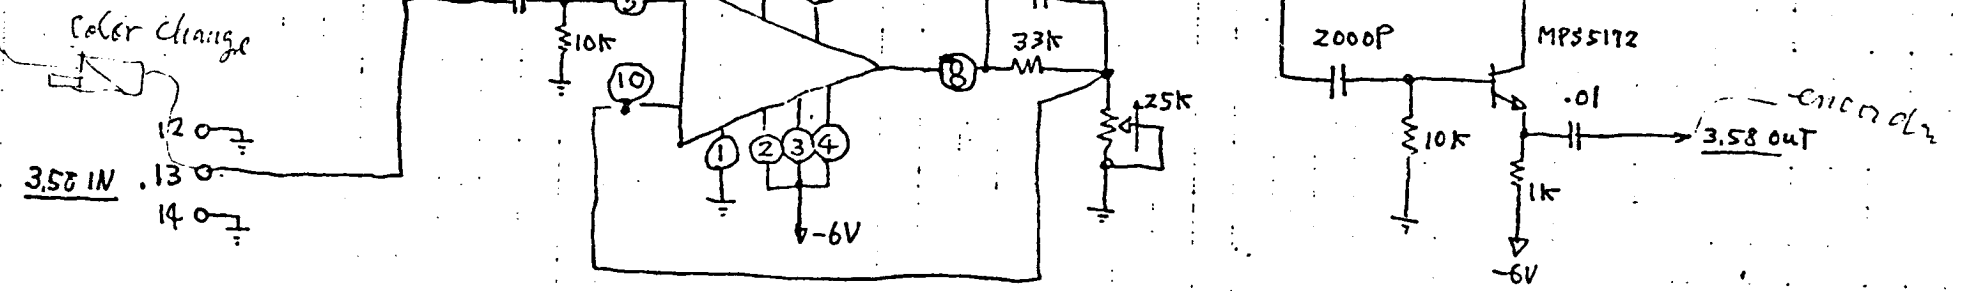 Color Change
10K
33K
2000P
MPS5172
10
8
25K
.01
encoder
12
1
2
3
4
10K
3.58 OUT
3.58 IN
.13
1K
14
-6V
-6V